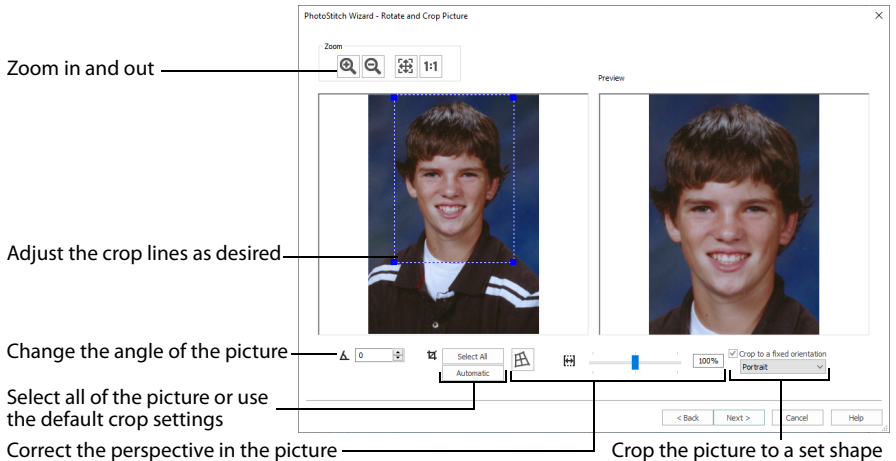 PhotoStitch Wizard - Rotate and Crop Picture
Zoom
1:1
Zoom in and out
Preview
Adjust the crop lines as desired
Change the angle of the picture
0
Select All
Automatic
100%
Crop to a fixed orientation
Portrait
Select all of the picture or use
the default crop settings
< Back
Next >
Cancel
Help
Correct the perspective in the picture
Crop the picture to a set shape